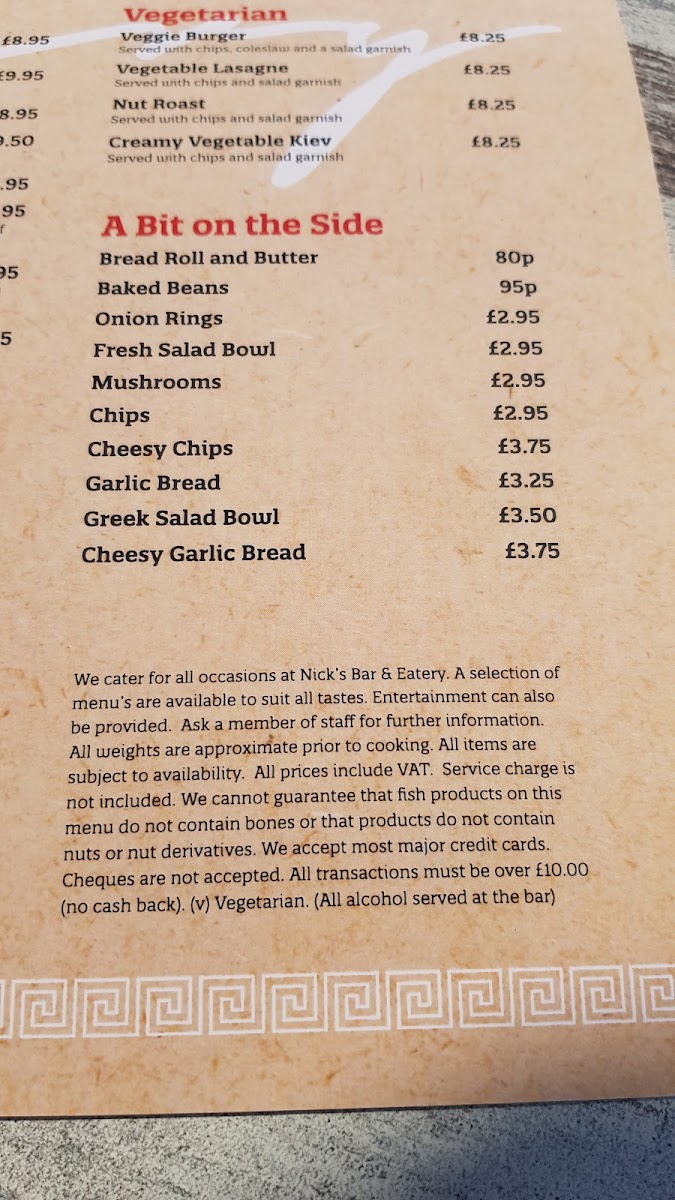 £8.95
£9.95
8.95
9.50
.95
95
f
95
5
Vegetarian
Veggie Burger £8.25
Served with chips, coleslaw and a salad garnish
Vegetable Lasagne £8.25
Served with chips and salad garnish
Nut Roast £8.25
Served with chips and salad garnish
Creamy Vegetable Kiev £8.25
Served with chips and salad garnish
A Bit on the Side
Bread Roll and Butter 80p
Baked Beans 95p
Onion Rings £2.95
Fresh Salad Bowl £2.95
Mushrooms £2.95
Chips £2.95
Cheesy Chips £3.75
Garlic Bread £3.25
Greek Salad Bowl £3.50
Cheesy Garlic Bread £3.75
We cater for all occasions at Nick's Bar & Eatery. A selection of
menu's are available to suit all tastes. Entertainment can also
be provided. Ask a member of staff for further information.
All weights are approximate prior to cooking. All items are
subject to availability. All prices include VAT. Service charge is
not included. We cannot guarantee that fish products on this
menu do not contain bones or that products do not contain
nuts or nut derivatives. We accept most major credit cards.
Cheques are not accepted. All transactions must be over £10.00
(no cash back). (v) Vegetarian. (All alcohol served at the bar)